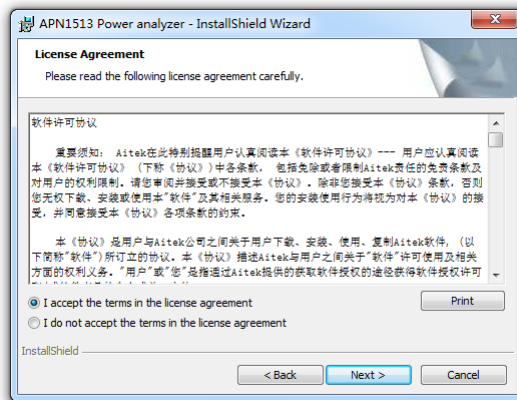 APN1513 Power analyzer - InstallShield Wizard
License Agreement
Please read the following license agreement carefully.
软件许可协议
重要须知: Aitek在此特别提醒用户认真阅读本《软件许可协议》--- 用户应认真阅读
本《软件许可协议》(下称《协议》)中各条款, 包括免除或者限制Aitek责任的免责条款及
对用户的权利限制。请您审阅并接受或不接受本《协议》。除非您接受本《协议》条款,否则
您无权下载、安装或使用本"软件"及其相关服务。您的安装使用行为将视为对本《协议》的接
受,并同意接受本《协议》各项条款的约束。
本《协议》是用户与Aitek公司之间关于用户下载、安装、使用、复制Aitek软件,(以
下简称"软件")所订立的协议。本《协议》描述Aitek与用户之间关于"软件"许可使用及相关
方面的权利义务。"用户"或"您"是指通过Aitek提供的获取软件授权的途径获得软件授权许可
I accept the terms in the license agreement
Print
I do not accept the terms in the license agreement
InstallShield
< Back
Next >
Cancel